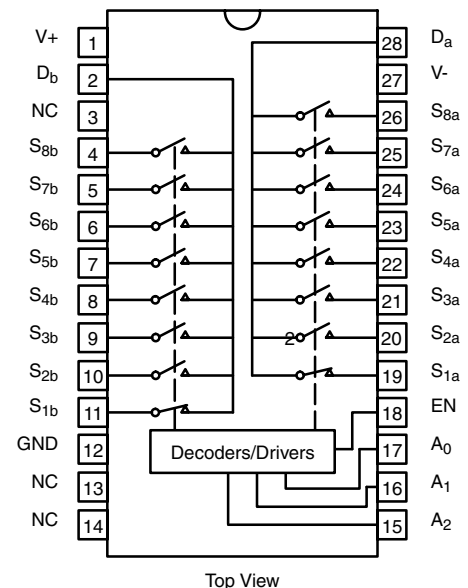 V+ 1 28 Da
Db 2 27 V-
NC 3 26 S8a
S8b 4 25 S7a
S7b 5 24 S6a
S6b 6 23 S5a
S5b 7 22 S4a
S4b 8 21 S3a
S3b 9 2 20 S2a
S2b 10 19 S1a
S1b 11 18 EN
GND 12 Decoders/Drivers 17 A0
NC 13 16 A1
NC 14 15 A2
Top View